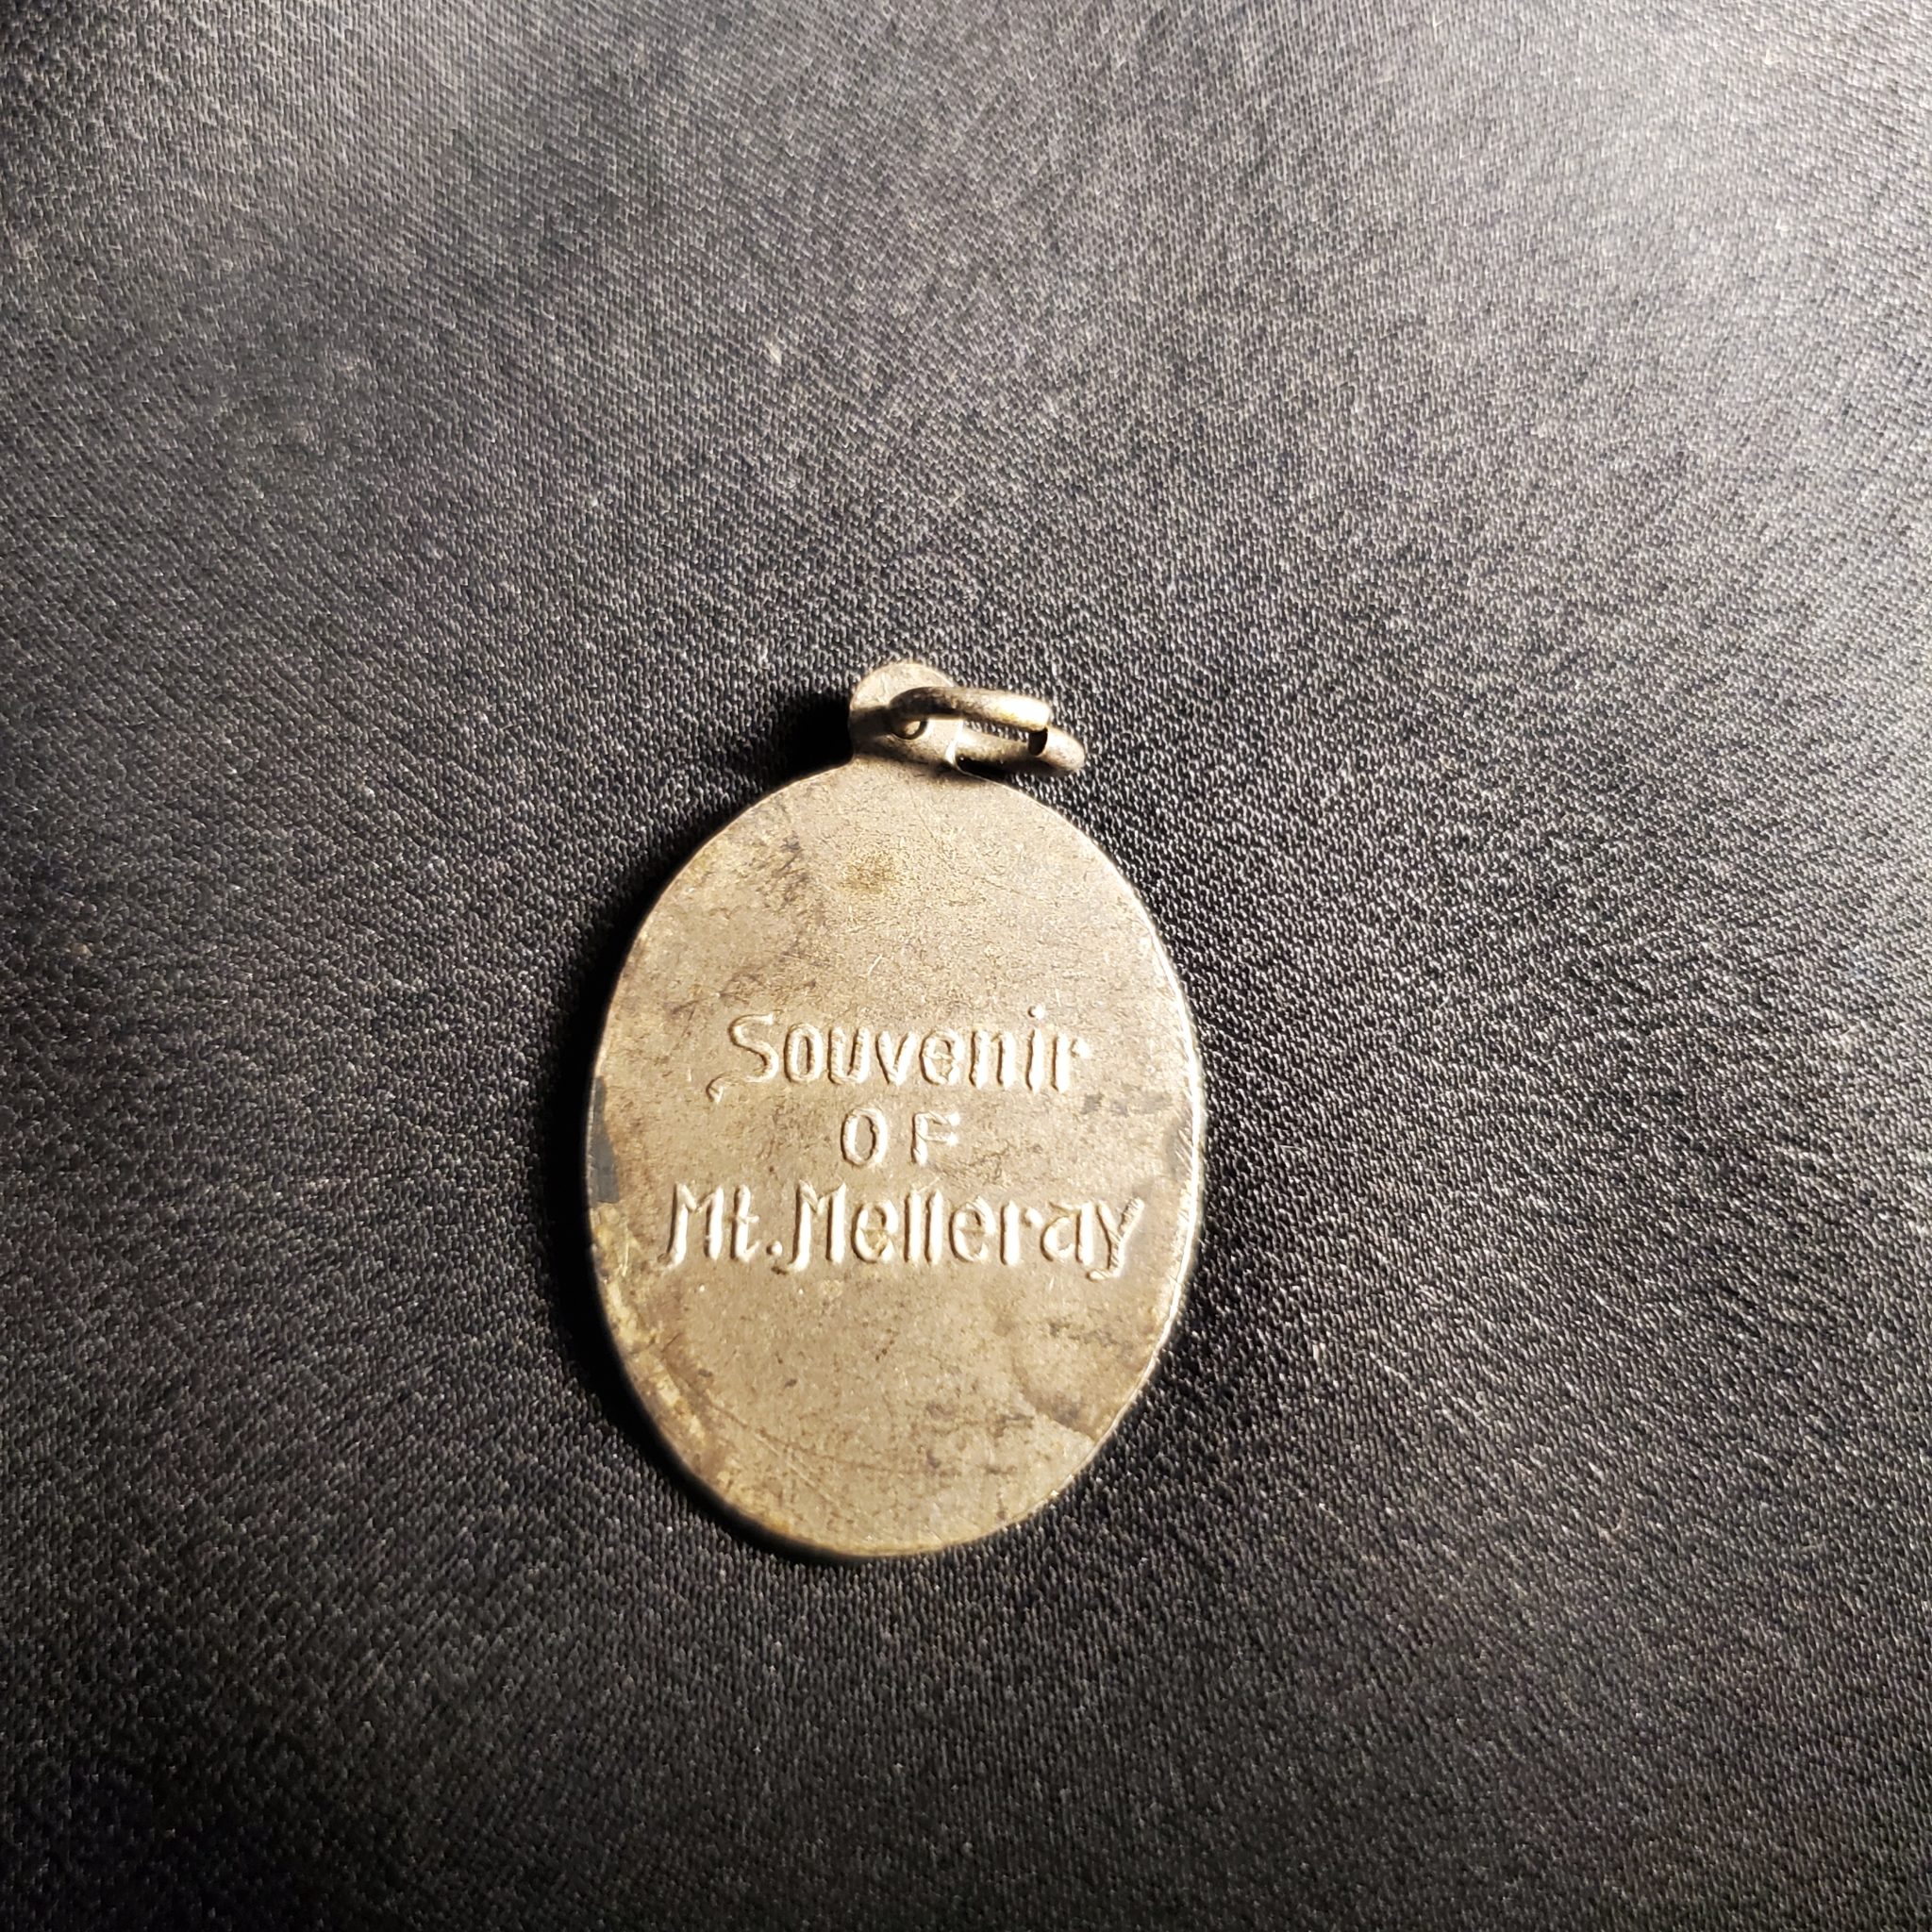 Souvenir
OF
Mt. Melleray